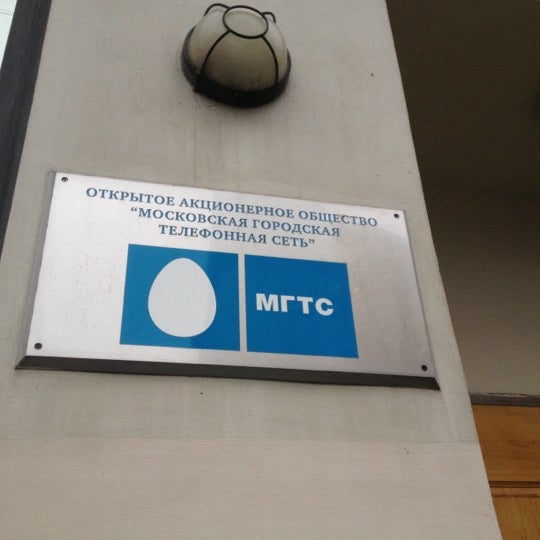 ОТКРЫТОЕ АКЦИОНЕРНОЕ ОБЩЕСТВО
“МОСКОВСКАЯ ГОРОДСКАЯ
ТЕЛЕФОННАЯ СЕТЬ”
МГТС